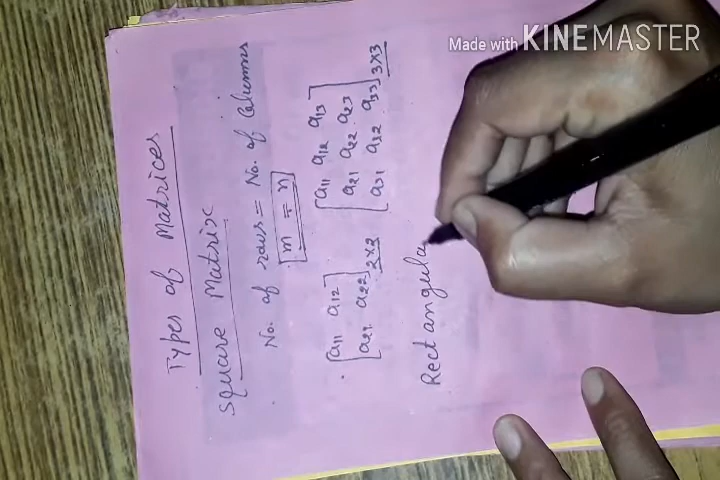 Made with KINEMASTER
Types of Matrices
Square Matrix
No. of rows = No. of Columns
[m = n]
[a11 a12
a21 a22]2×2
[a11 a12 a13
a21 a22 a23
a31 a32 a33]3×3
Rectangula